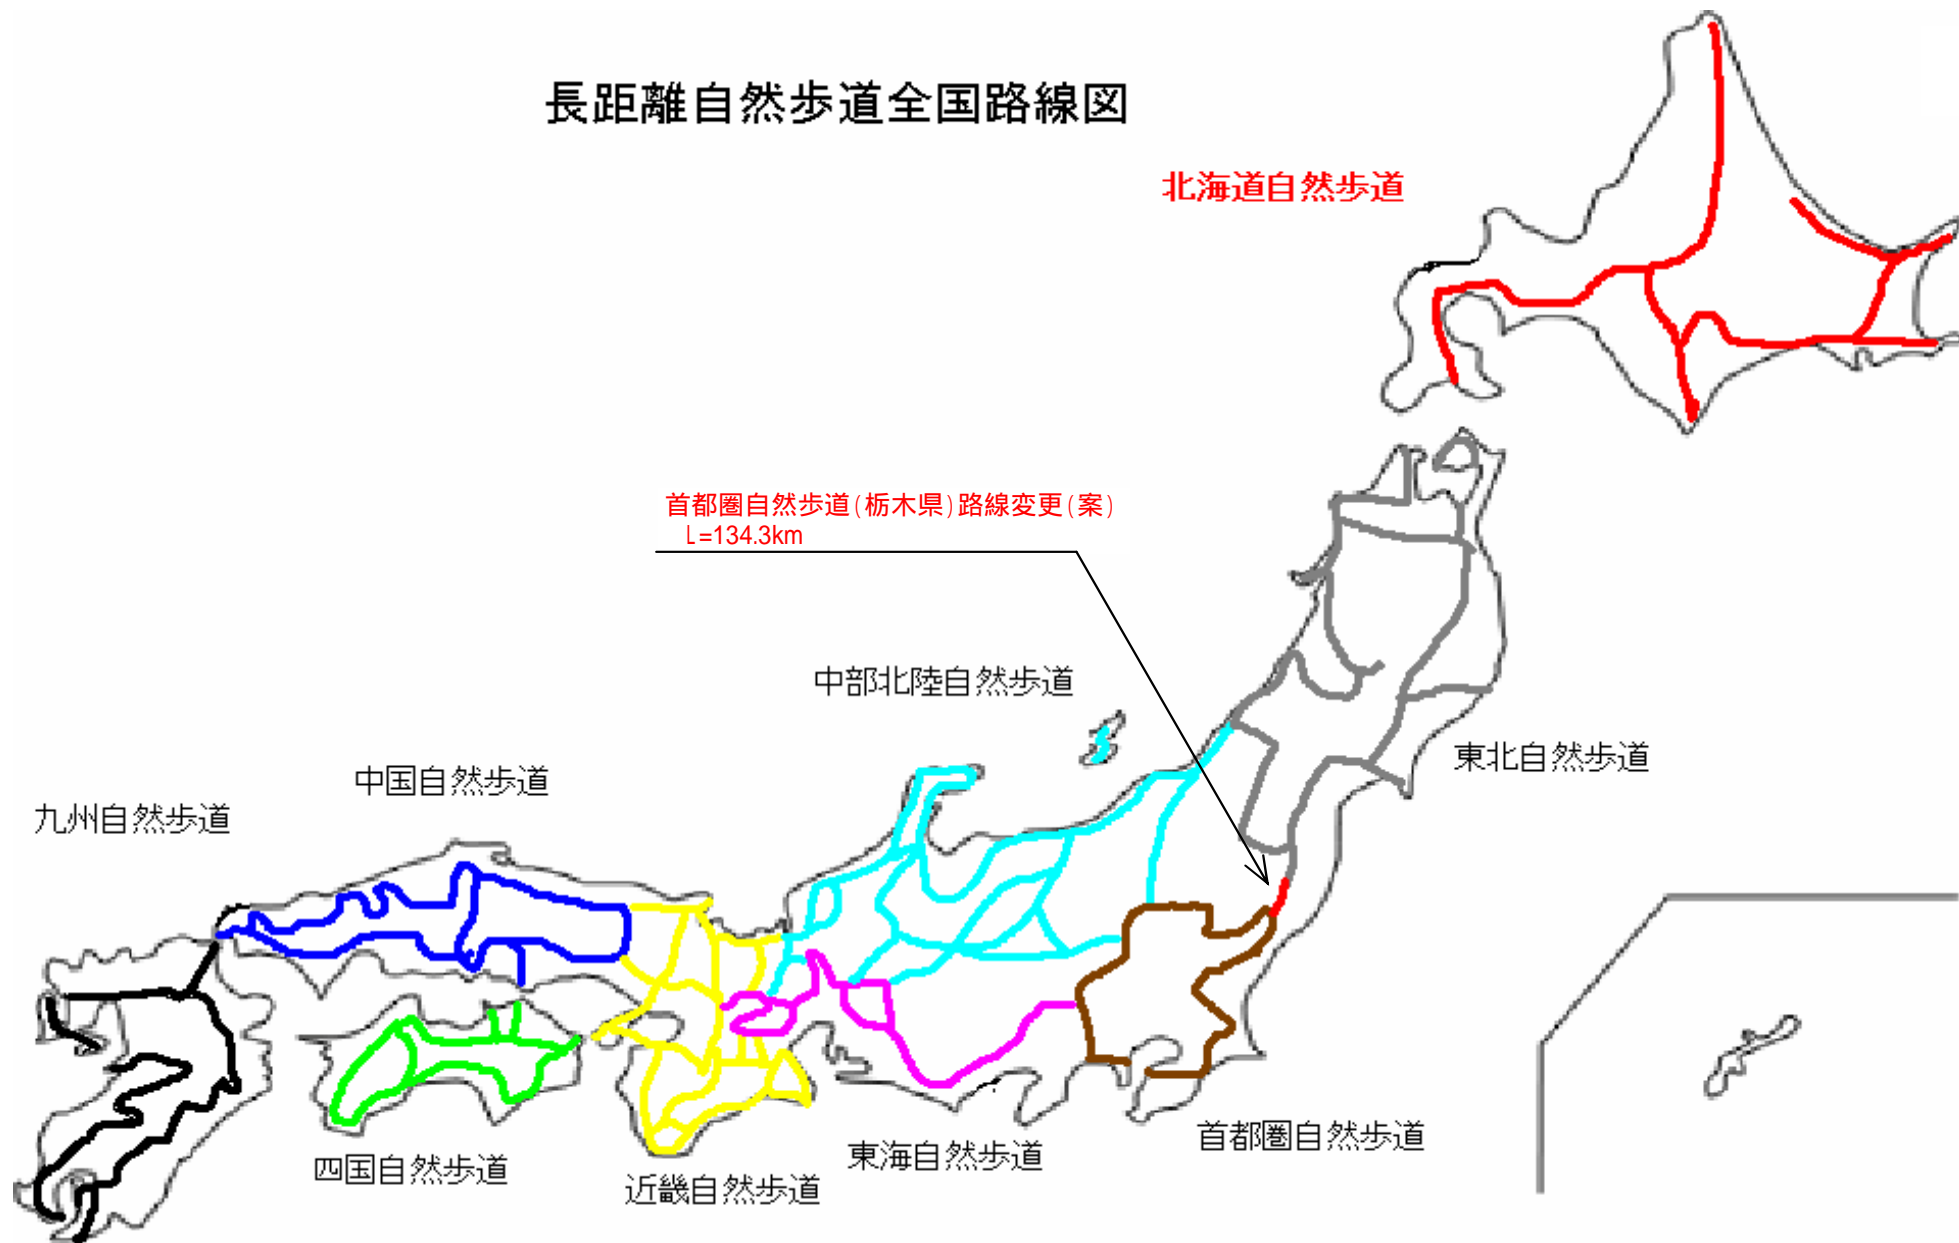 長距離自然歩道全国路線図
北海道自然歩道
首都圏自然歩道(栃木県)路線変更(案)
L=134.3km
中部北陸自然歩道
東北自然歩道
中国自然歩道
九州自然歩道
首都圏自然歩道
東海自然歩道
四国自然歩道
近畿自然歩道